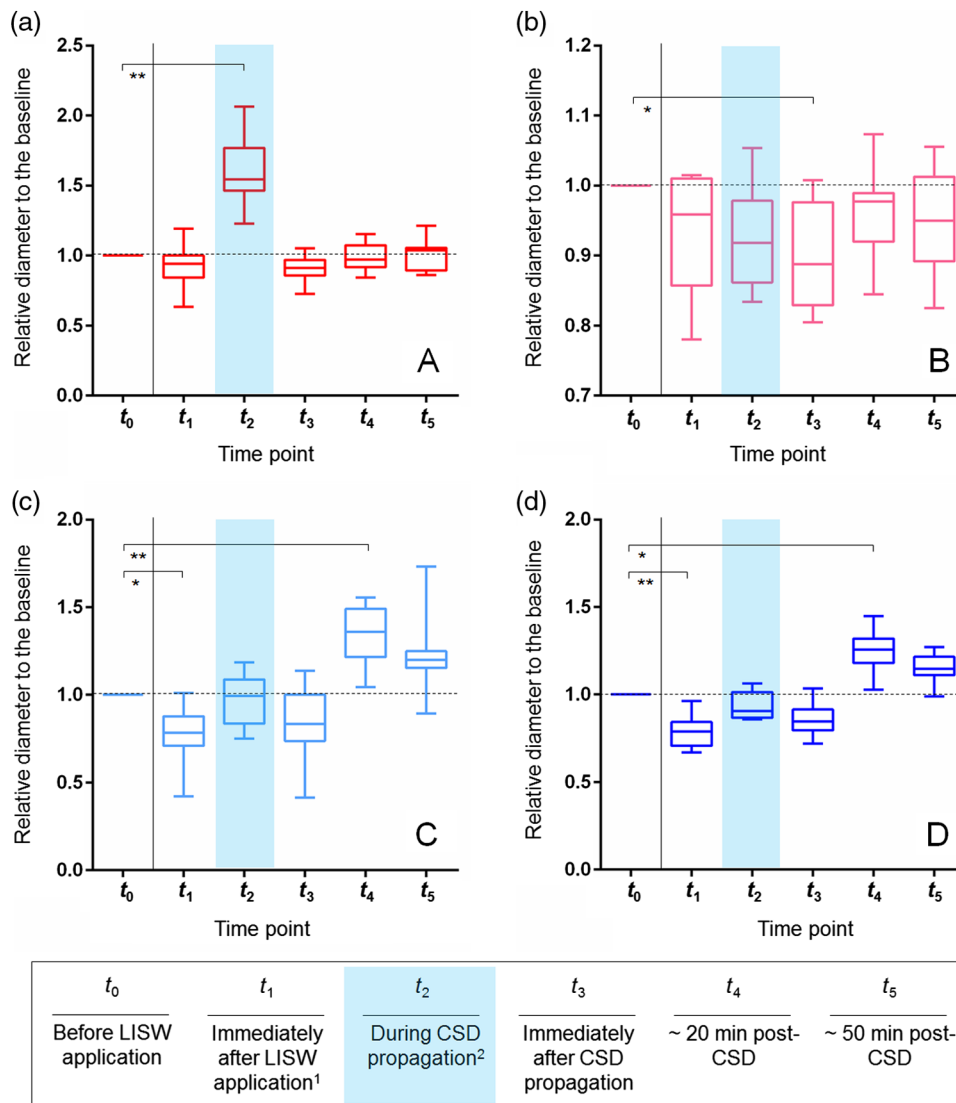 (a)
Relative diameter to the baseline
2.5
2.0
1.5
1.0
0.5
0.0
**
A
t0 t1 t2 t3 t4 t5
Time point
(b)
Relative diameter to the baseline
1.2
1.1
1.0
0.9
0.8
0.7
*
B
t0 t1 t2 t3 t4 t5
Time point
(c)
Relative diameter to the baseline
2.0
1.5
1.0
0.5
0.0
**
*
C
t0 t1 t2 t3 t4 t5
Time point
(d)
Relative diameter to the baseline
2.0
1.5
1.0
0.5
0.0
*
**
D
t0 t1 t2 t3 t4 t5
Time point
t0
Before LISW
application
t1
Immediately
after LISW
application1
t2
During CSD
propagation2
t3
Immediately
after CSD
propagation
t4
~ 20 min post-
CSD
t5
~ 50 min post-
CSD